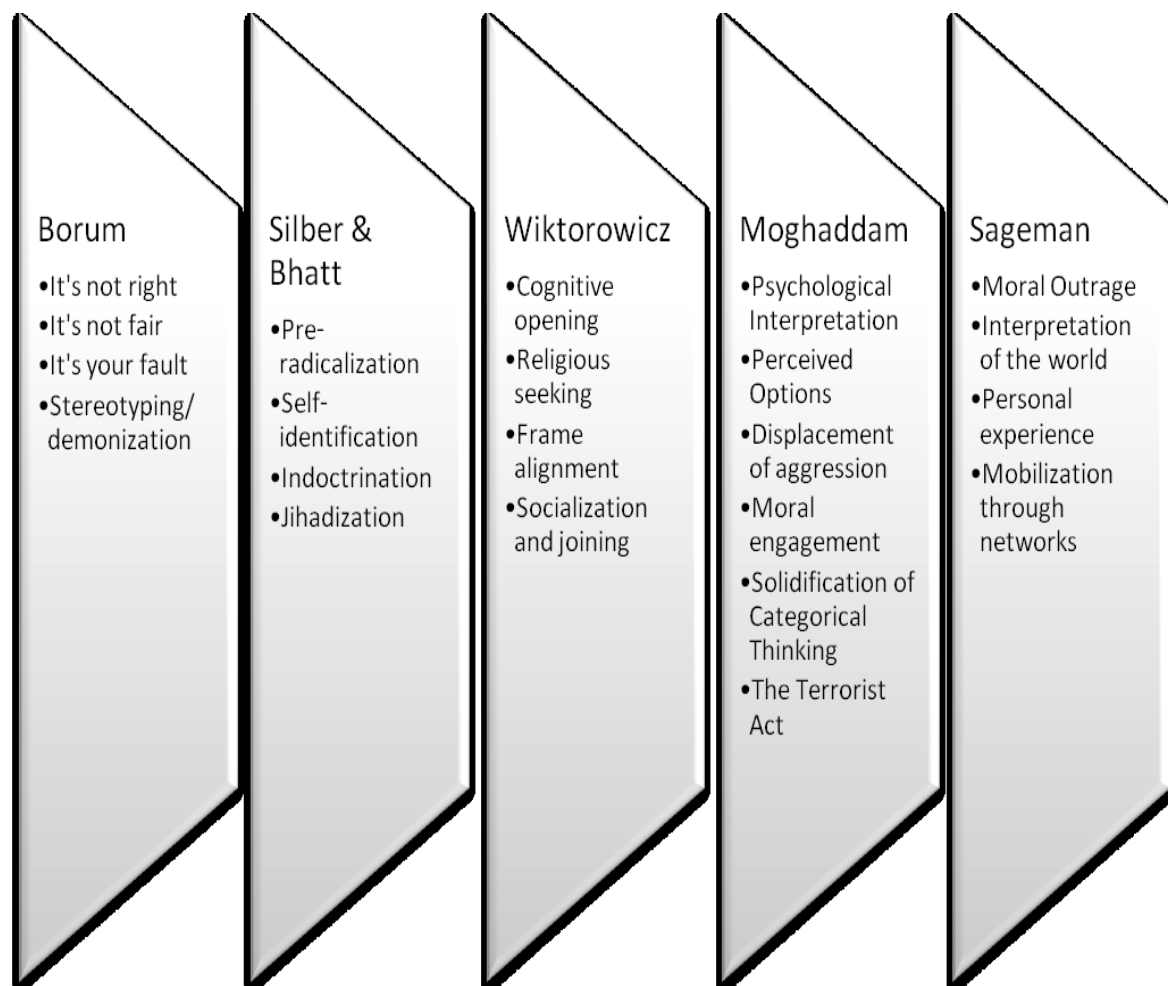 Borum
•It's not right
•It's not fair
•It's your fault
•Stereotyping/
demonization
Silber &
Bhatt
•Pre-
radicalization
•Self-
identification
•Indoctrination
•Jihadization
Wiktorowicz
•Cognitive
opening
•Religious
seeking
•Frame
alignment
•Socialization
and joining
Moghaddam
•Psychological
Interpretation
•Perceived
Options
•Displacement
of aggression
•Moral
engagement
•Solidification of
Categorical
Thinking
•The Terrorist
Act
Sageman
•Moral Outrage
•Interpretation
of the world
•Personal
experience
•Mobilization
through
networks